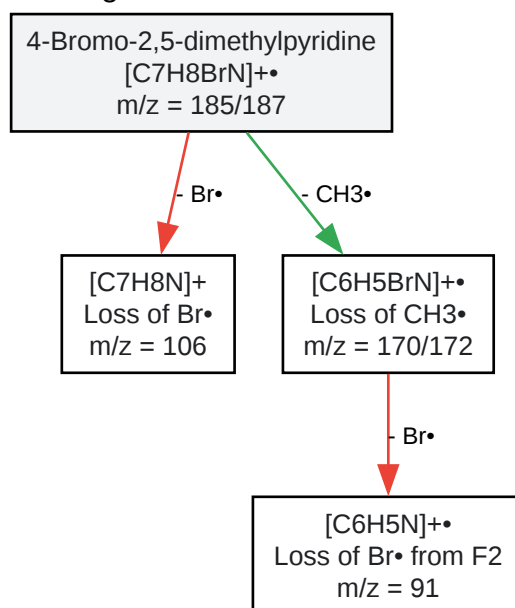 4-Bromo-2,5-dimethylpyridine
[C7H8BrN]+•
m/z = 185/187
- Br•
- CH3•
[C7H8N]+
Loss of Br•
m/z = 106
[C6H5BrN]+•
Loss of CH3•
m/z = 170/172
- Br•
[C6H5N]+•
Loss of Br• from F2
m/z = 91